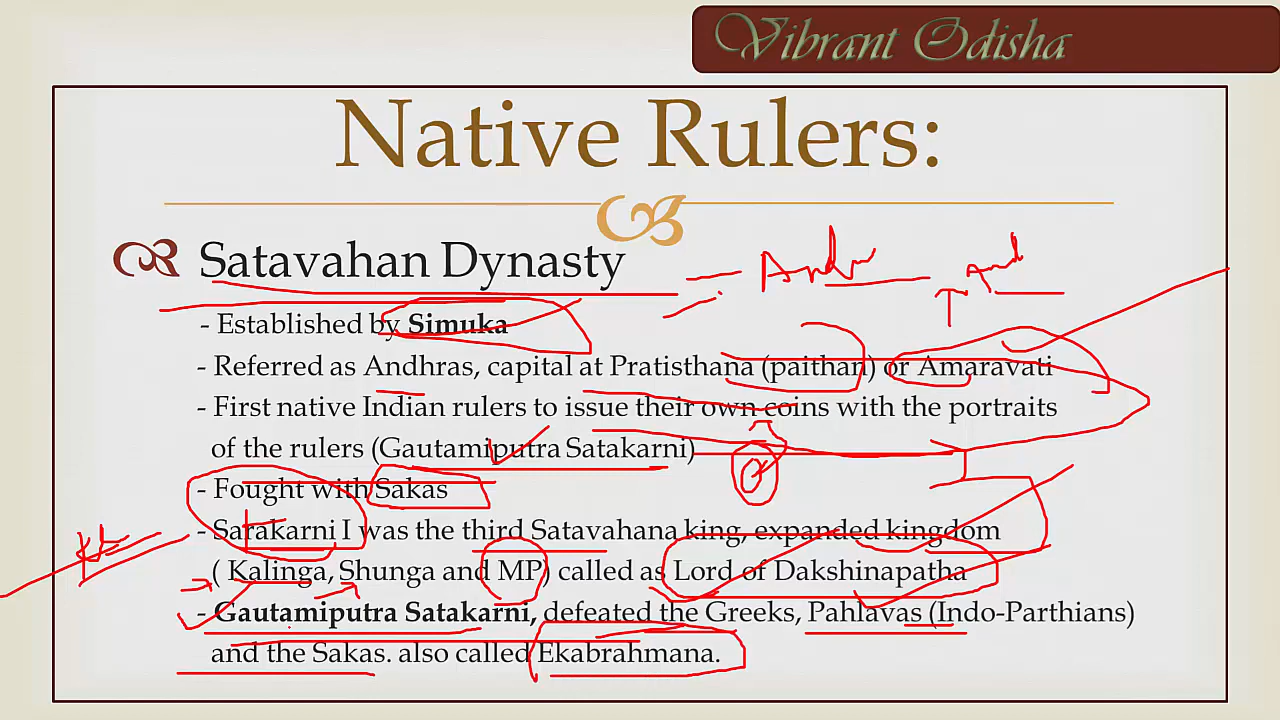 Vibrant Odisha
Native Rulers:
Satavahan Dynasty
- Established by Simuka
- Referred as Andhras, capital at Pratisthana (paithan) or Amaravati
- First native Indian rulers to issue their own coins with the portraits
of the rulers (Gautamiputra Satakarni)
- Fought with Sakas
- Sarakarni I was the third Satavahana king, expanded kingdom
( Kalinga, Shunga and MP) called as Lord of Dakshinapatha
- Gautamiputra Satakarni, defeated the Greeks, Pahlavas (Indo-Parthians)
and the Sakas. also called Ekabrahmana.